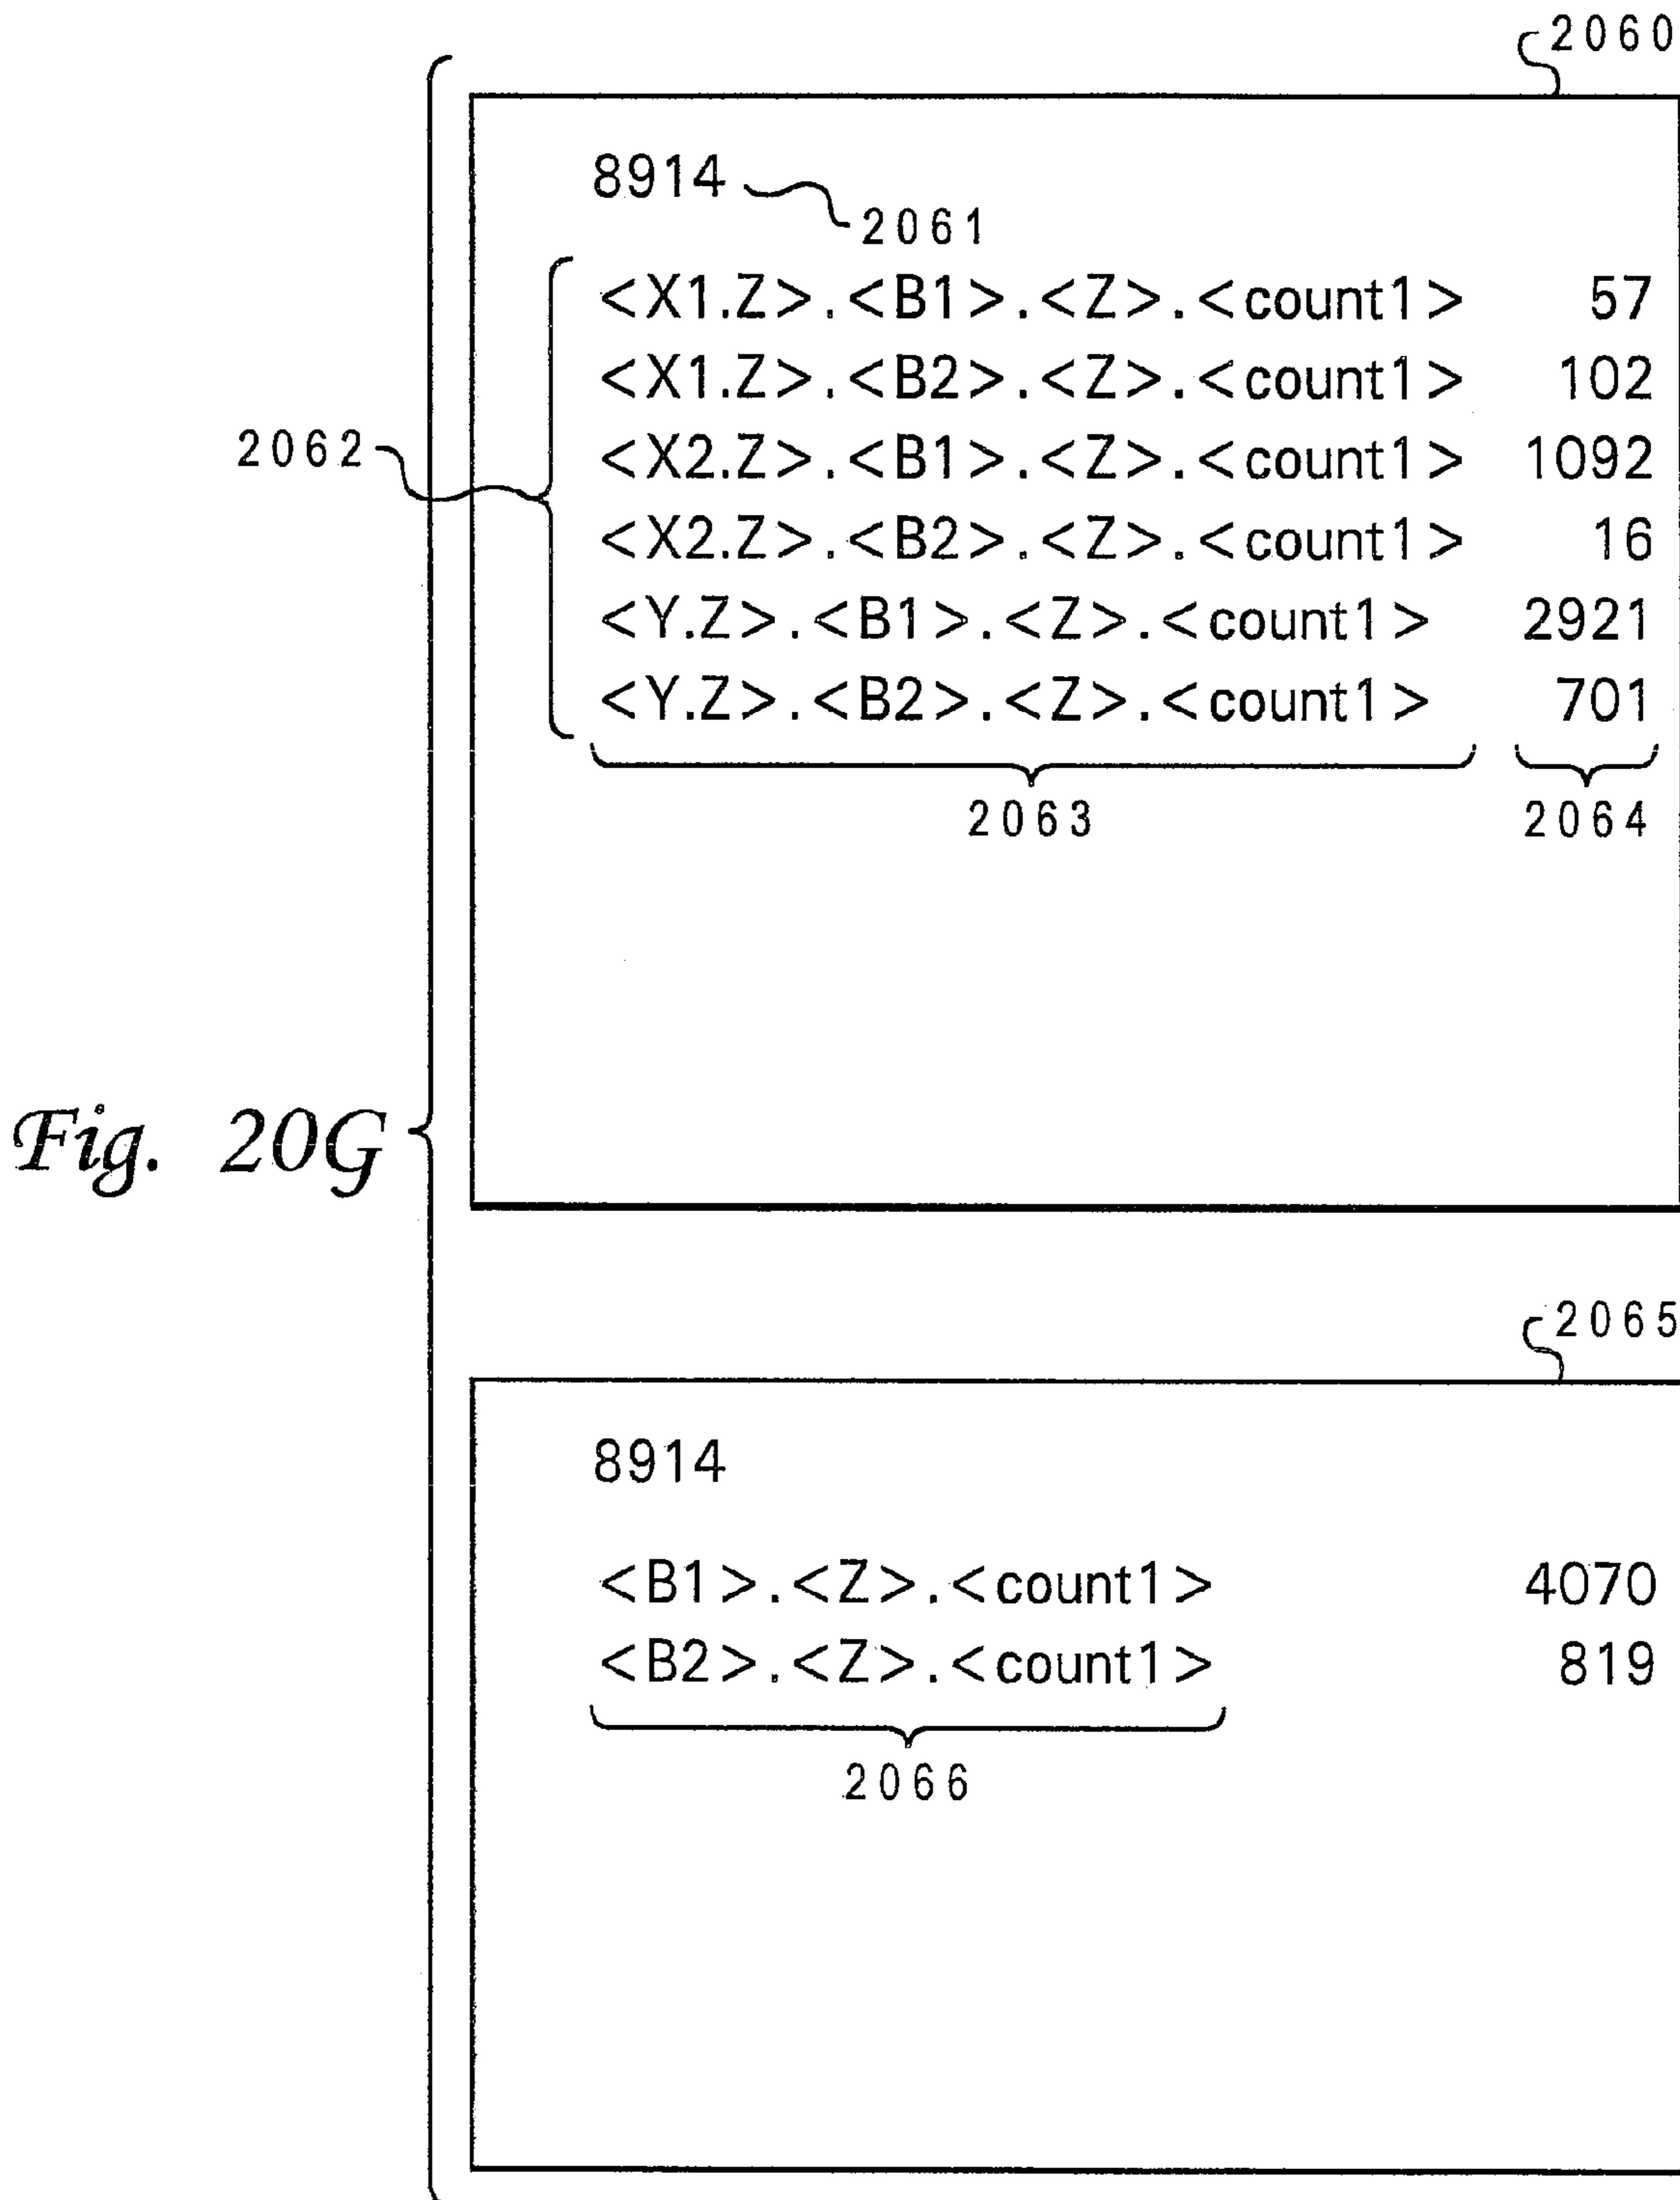 2060
8914
2061
<X1.Z>.<B1>.<Z>.<count1> 57
<X1.Z>.<B2>.<Z>.<count1> 102
2062 <X2.Z>.<B1>.<Z>.<count1> 1092
<X2.Z>.<B2>.<Z>.<count1> 16
<Y.Z>.<B1>.<Z>.<count1> 2921
<Y.Z>.<B2>.<Z>.<count1> 701
2063 2064
Fig. 20G
2065
8914
<B1>.<Z>.<count1> 4070
<B2>.<Z>.<count1> 819
2066